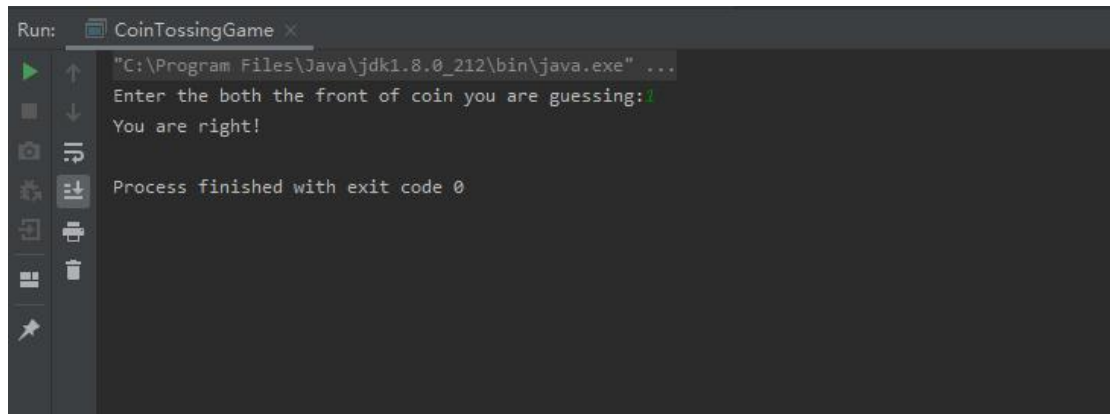 Run: CoinTossingGame
"C:\Program Files\Java\jdk1.8.0_212\bin\java.exe" ...
Enter the both the front of coin you are guessing:1
You are right!
Process finished with exit code 0